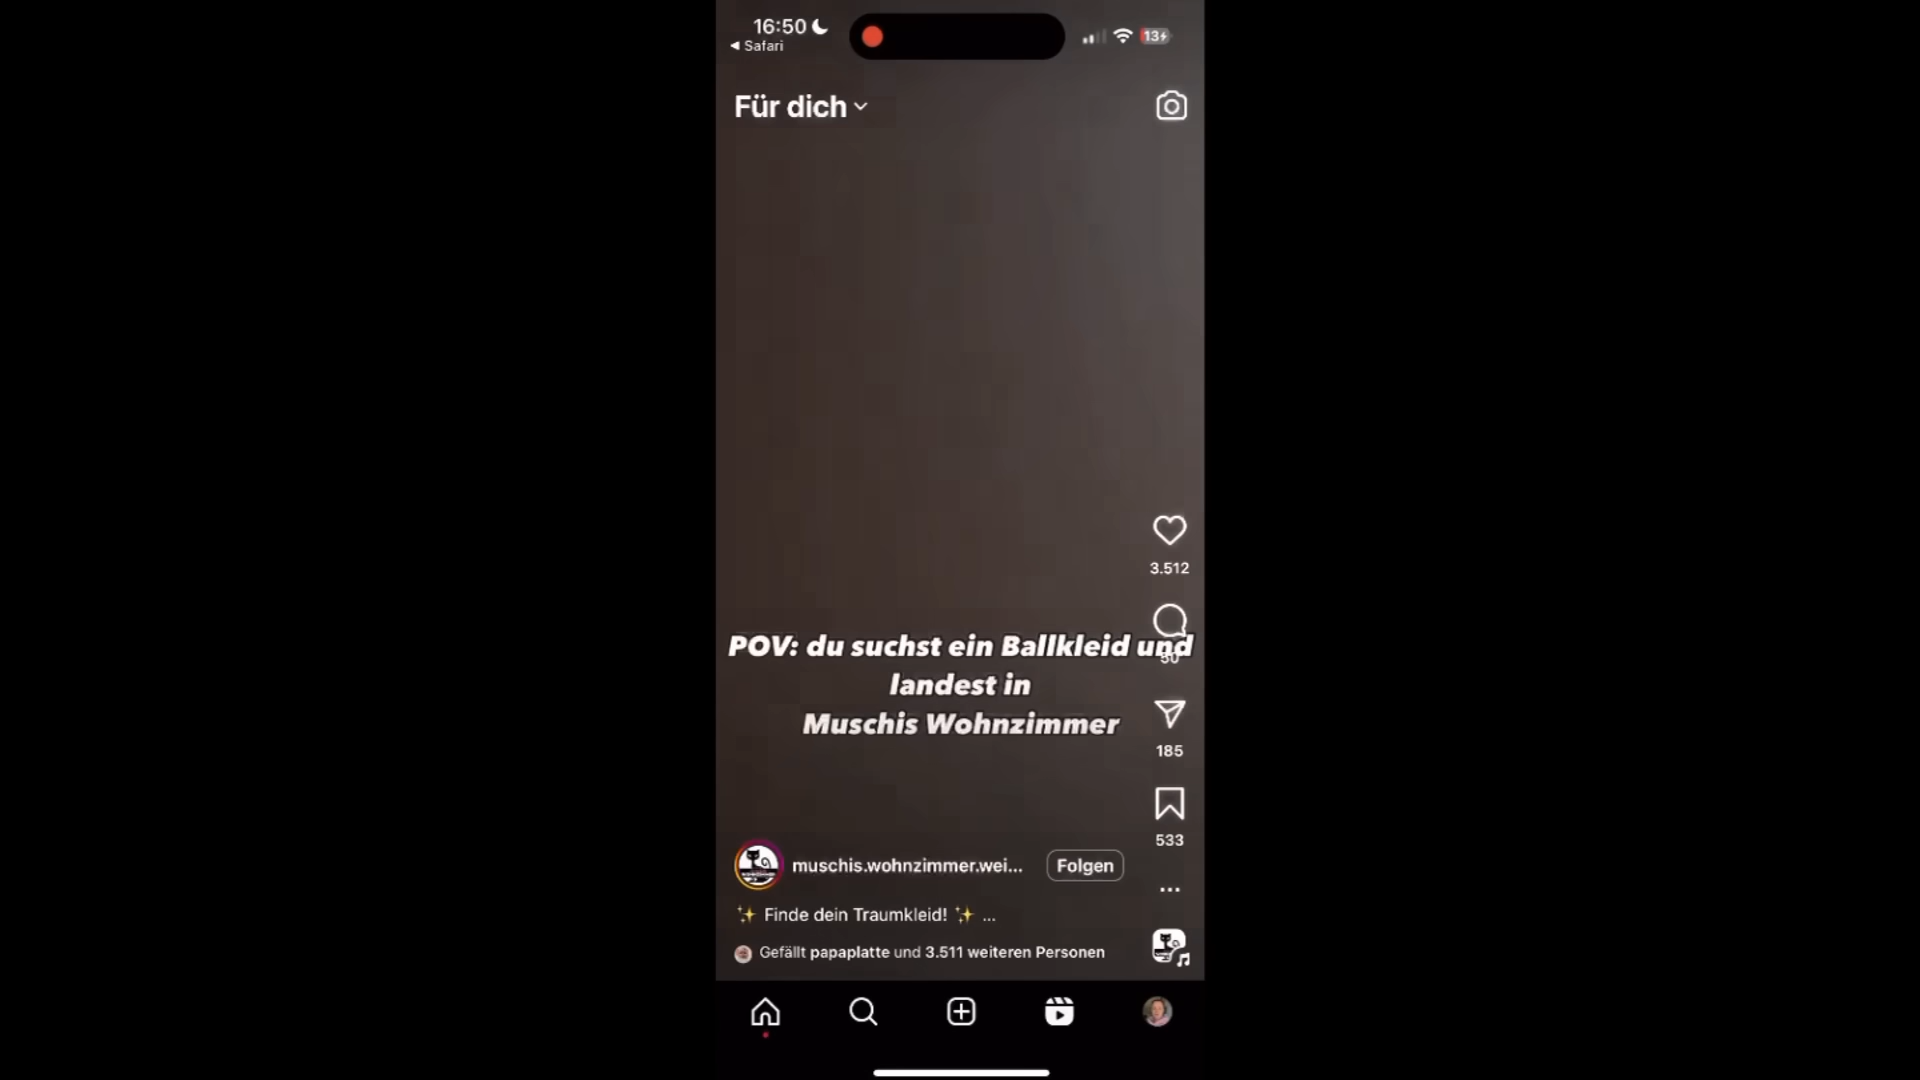 16:50
Safari
13
Für dich
3.512
POV: du suchst ein Ballkleid und
50
landest in
Muschis Wohnzimmer
185
533
muschis.wohnzimmer.wei...
Folgen
✨ Finde dein Traumkleid! ✨ ...
Gefällt papaplatte und 3.511 weiteren Personen